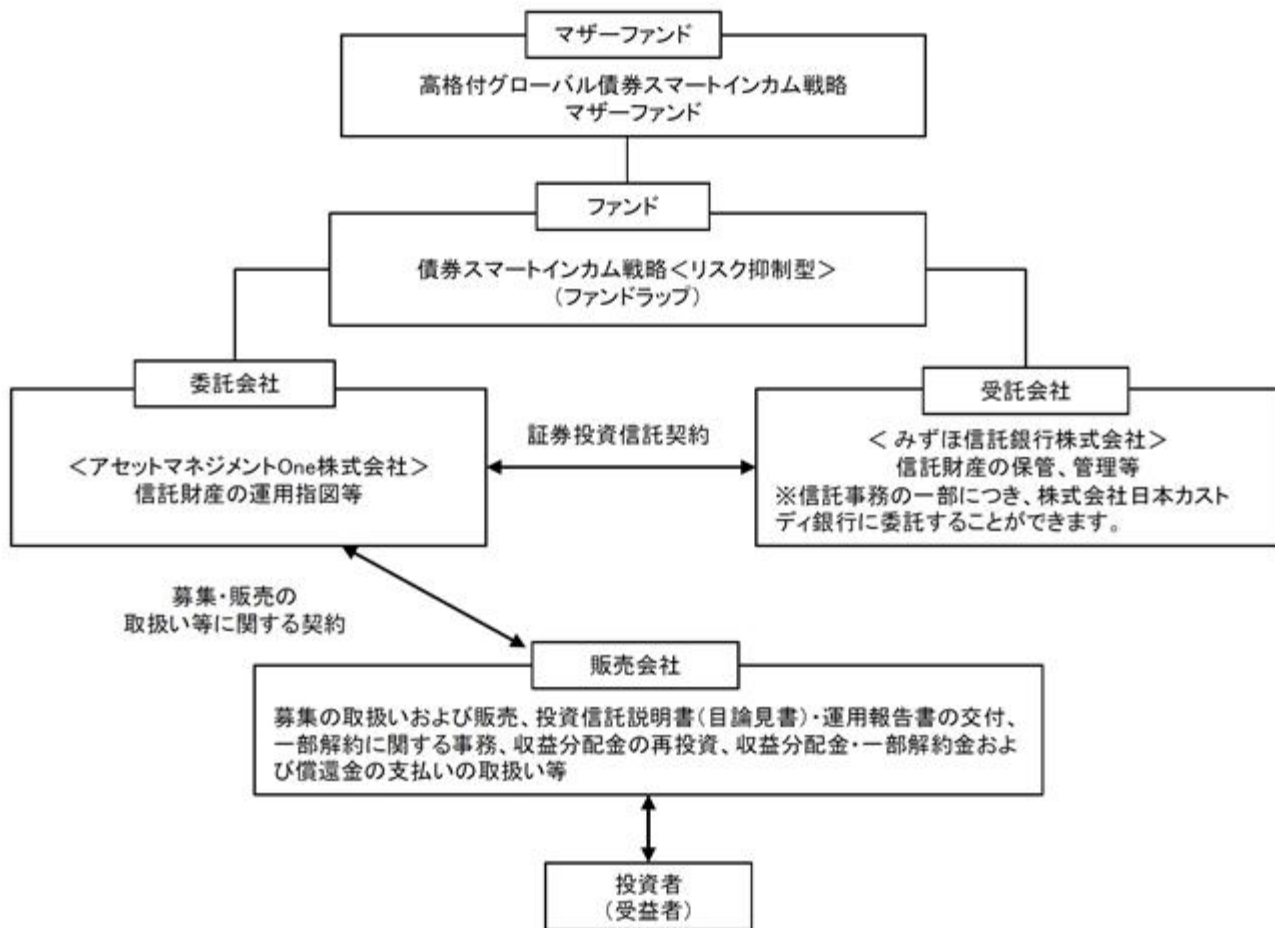 マザーファンド
高格付グローバル債券スマートインカム戦略
マザーファンド
ファンド
債券スマートインカム戦略＜リスク抑制型＞
（ファンドラップ）
委託会社
＜アセットマネジメントOne株式会社＞
信託財産の運用指図等
証券投資信託契約
受託会社
＜ みずほ信託銀行株式会社＞
信託財産の保管、管理等
※信託事務の一部につき、株式会社日本カスト
ディ銀行に委託することができます。
募集・販売の
取扱い等に関する契約
販売会社
募集の取扱いおよび販売、投資信託説明書（目論見書）・運用報告書の交付、
一部解約に関する事務、収益分配金の再投資、収益分配金・一部解約金およ
び償還金の支払いの取扱い等
投資者
（受益者）